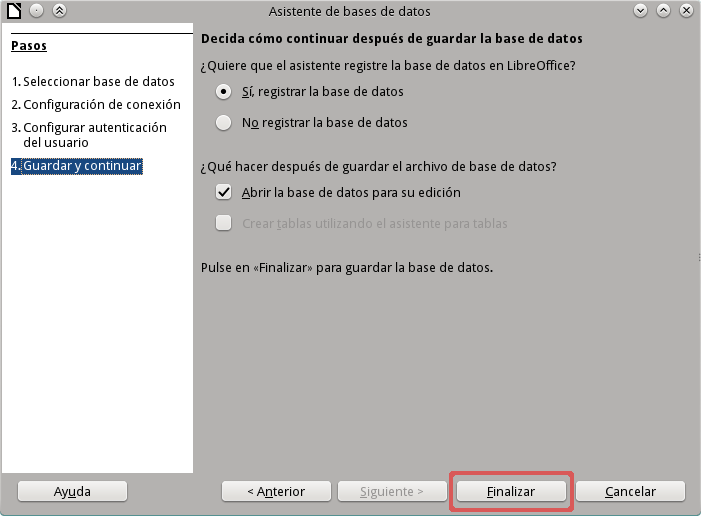 Asistente de bases de datos
Pasos
1. Seleccionar base de datos
2. Configuración de conexión
3. Configurar autenticación
del usuario
4. Guardar y continuar
Decida cómo continuar después de guardar la base de datos
¿Quiere que el asistente registre la base de datos en LibreOffice?
Sí, registrar la base de datos
No registrar la base de datos
¿Qué hacer después de guardar el archivo de base de datos?
Abrir la base de datos para su edición
Crear tablas utilizando el asistente para tablas
Pulse en «Finalizar» para guardar la base de datos.
Ayuda
< Anterior
Siguiente >
Finalizar
Cancelar